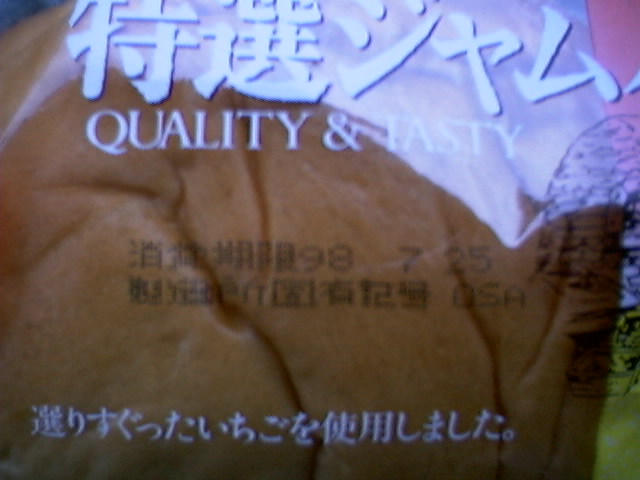 特選ジャム
QUALITY & TASTY
消費期限98 7 25
製造所固有記号 OSA
選りすぐったいちごを使用しました。